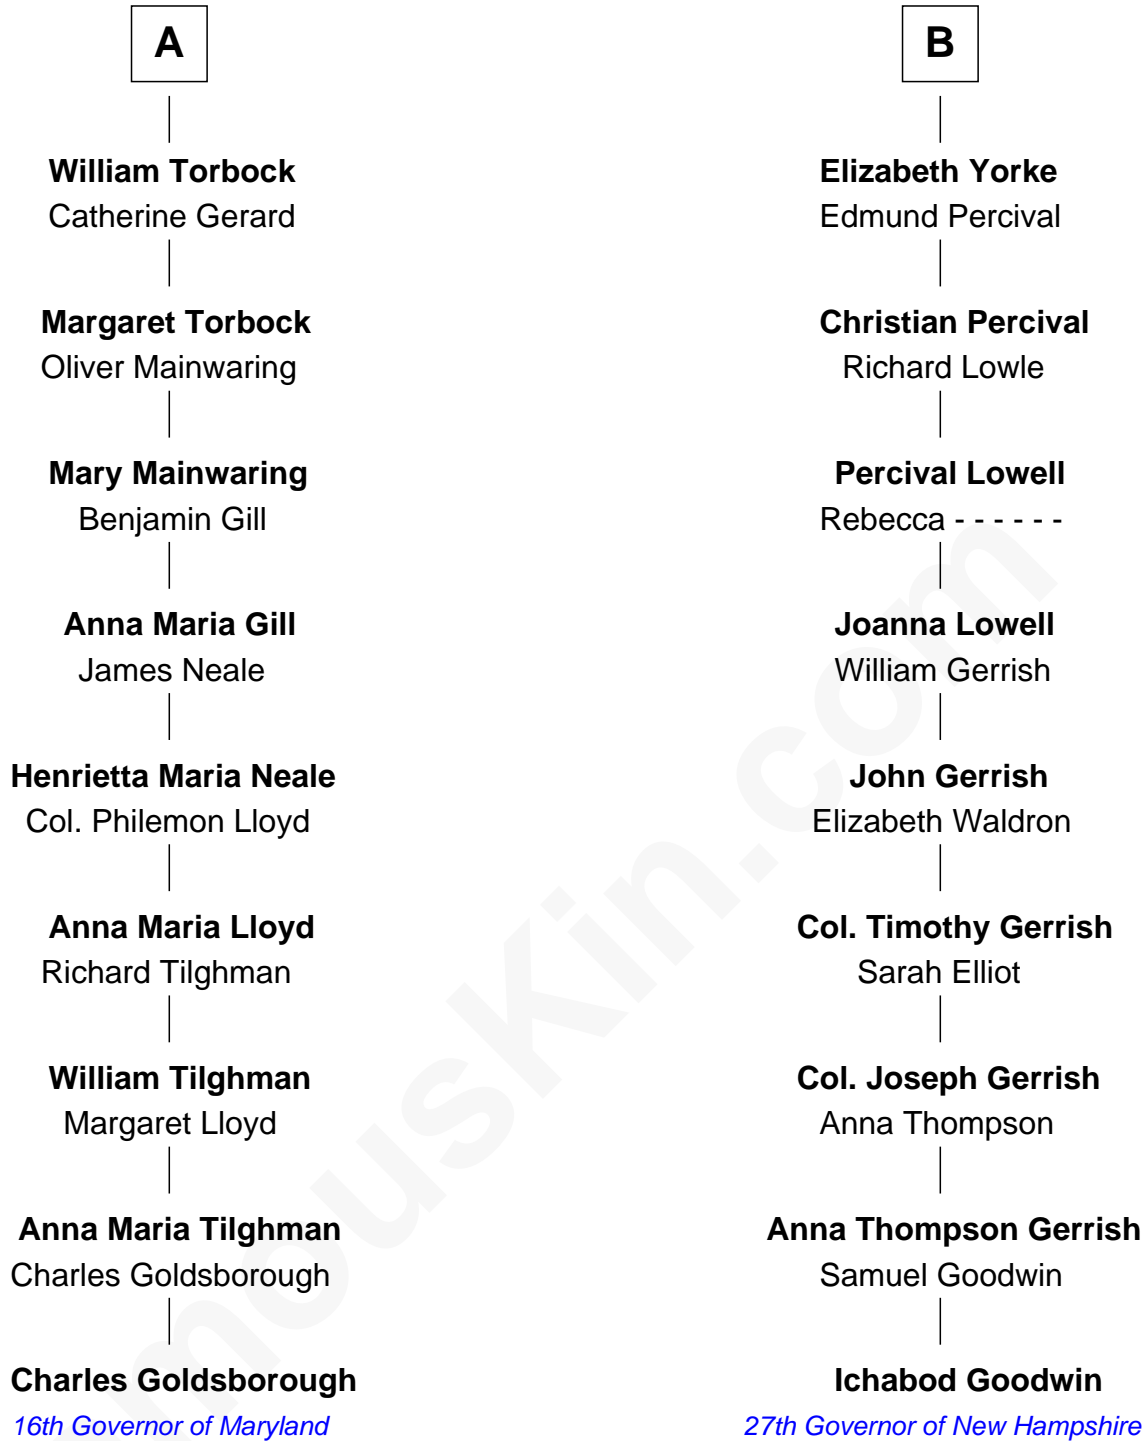 A
William Torbock
Catherine Gerard
Margaret Torbock
Oliver Mainwaring
Mary Mainwaring
Benjamin Gill
Anna Maria Gill
James Neale
Henrietta Maria Neale
Col. Philemon Lloyd
Anna Maria Lloyd
Richard Tilghman
William Tilghman
Margaret Lloyd
Anna Maria Tilghman
Charles Goldsborough
Charles Goldsborough
16th Governor of Maryland
B
Elizabeth Yorke
Edmund Percival
Christian Percival
Richard Lowle
Percival Lowell
Rebecca - - - - - -
Joanna Lowell
William Gerrish
John Gerrish
Elizabeth Waldron
Col. Timothy Gerrish
Sarah Elliot
Col. Joseph Gerrish
Anna Thompson
Anna Thompson Gerrish
Samuel Goodwin
Ichabod Goodwin
27th Governor of New Hampshire
mousKin.com